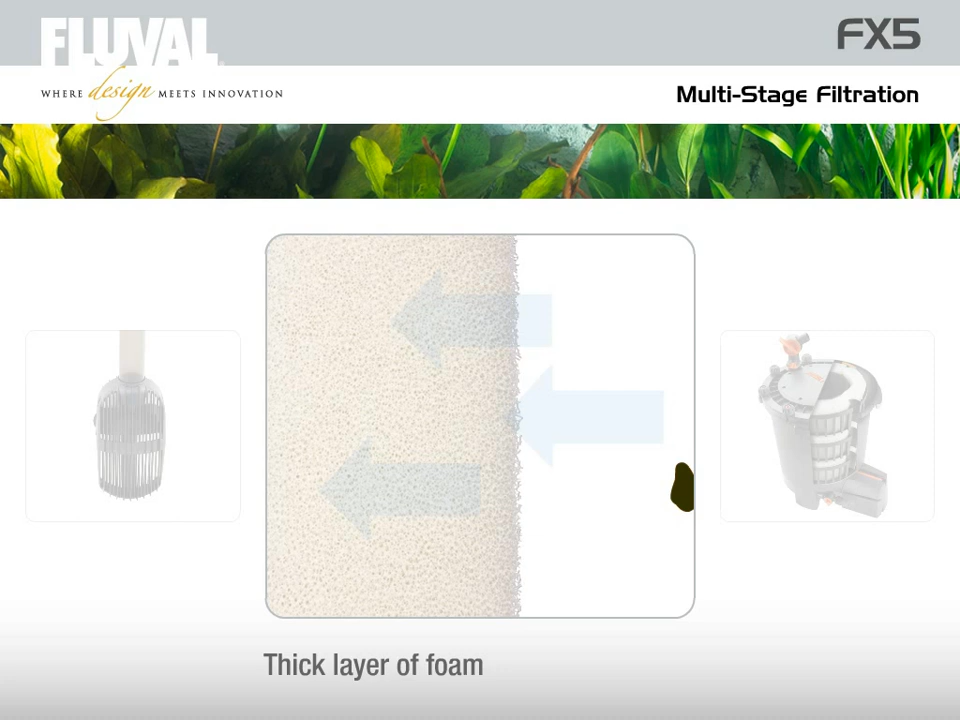 FLUVAL
FX5
WHERE design MEETS INNOVATION
Multi-Stage Filtration
Thick layer of foam